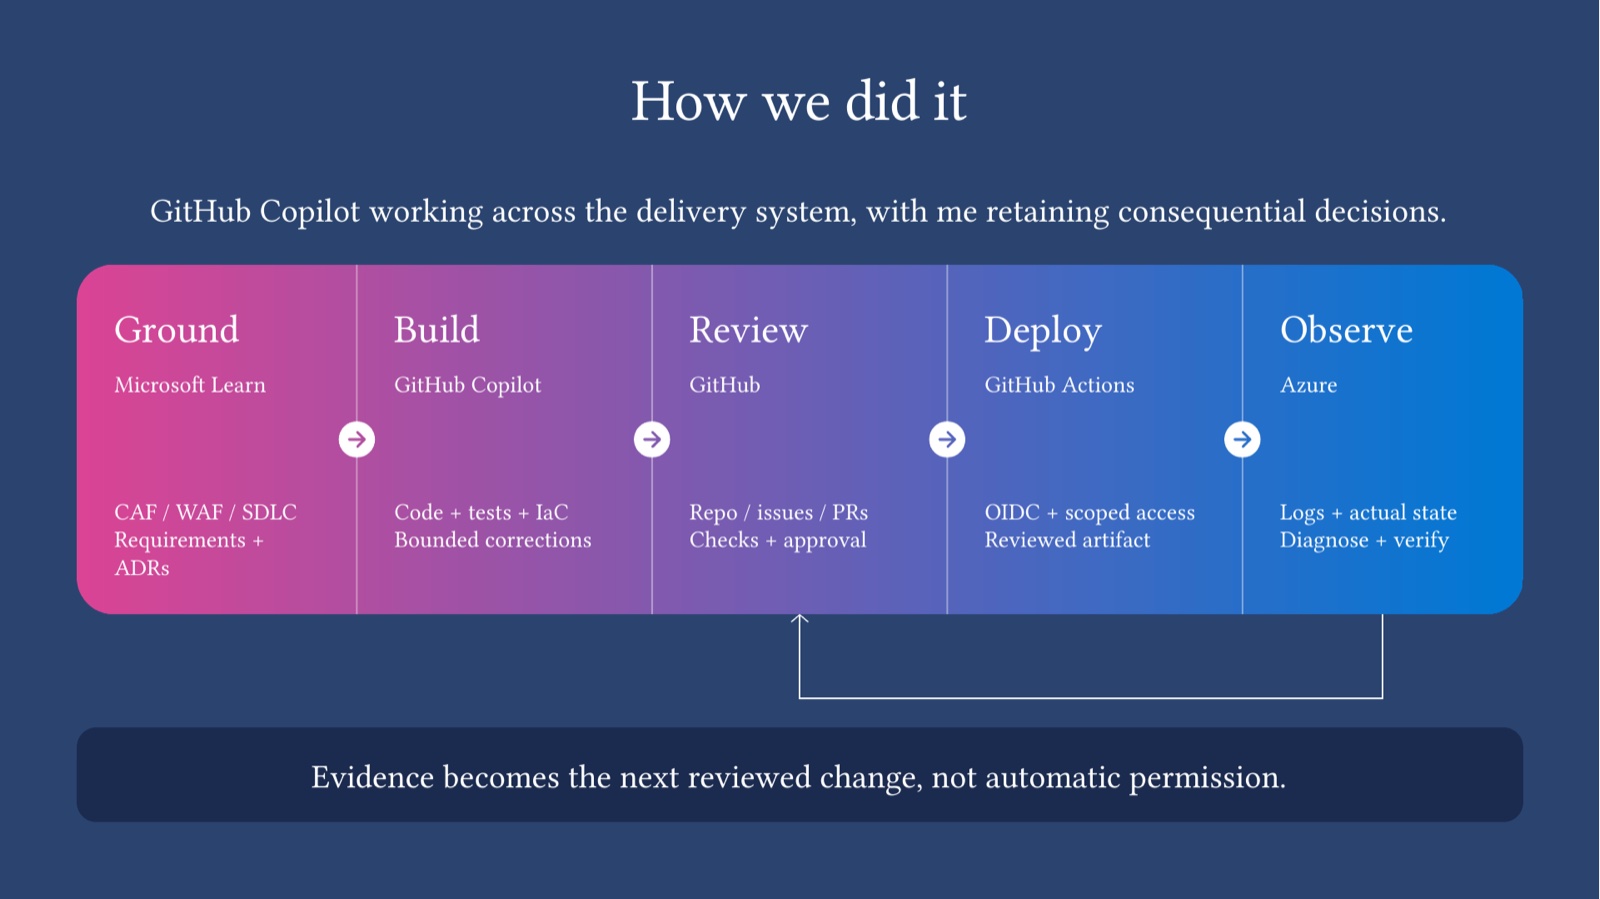 How we did it
GitHub Copilot working across the delivery system, with me retaining consequential decisions.
Ground
Microsoft Learn
CAF / WAF / SDLC
Requirements +
ADRs
Build
GitHub Copilot
Code + tests + IaC
Bounded corrections
Review
GitHub
Repo / issues / PRs
Checks + approval
Deploy
GitHub Actions
OIDC + scoped access
Reviewed artifact
Observe
Azure
Logs + actual state
Diagnose + verify
Evidence becomes the next reviewed change, not automatic permission.